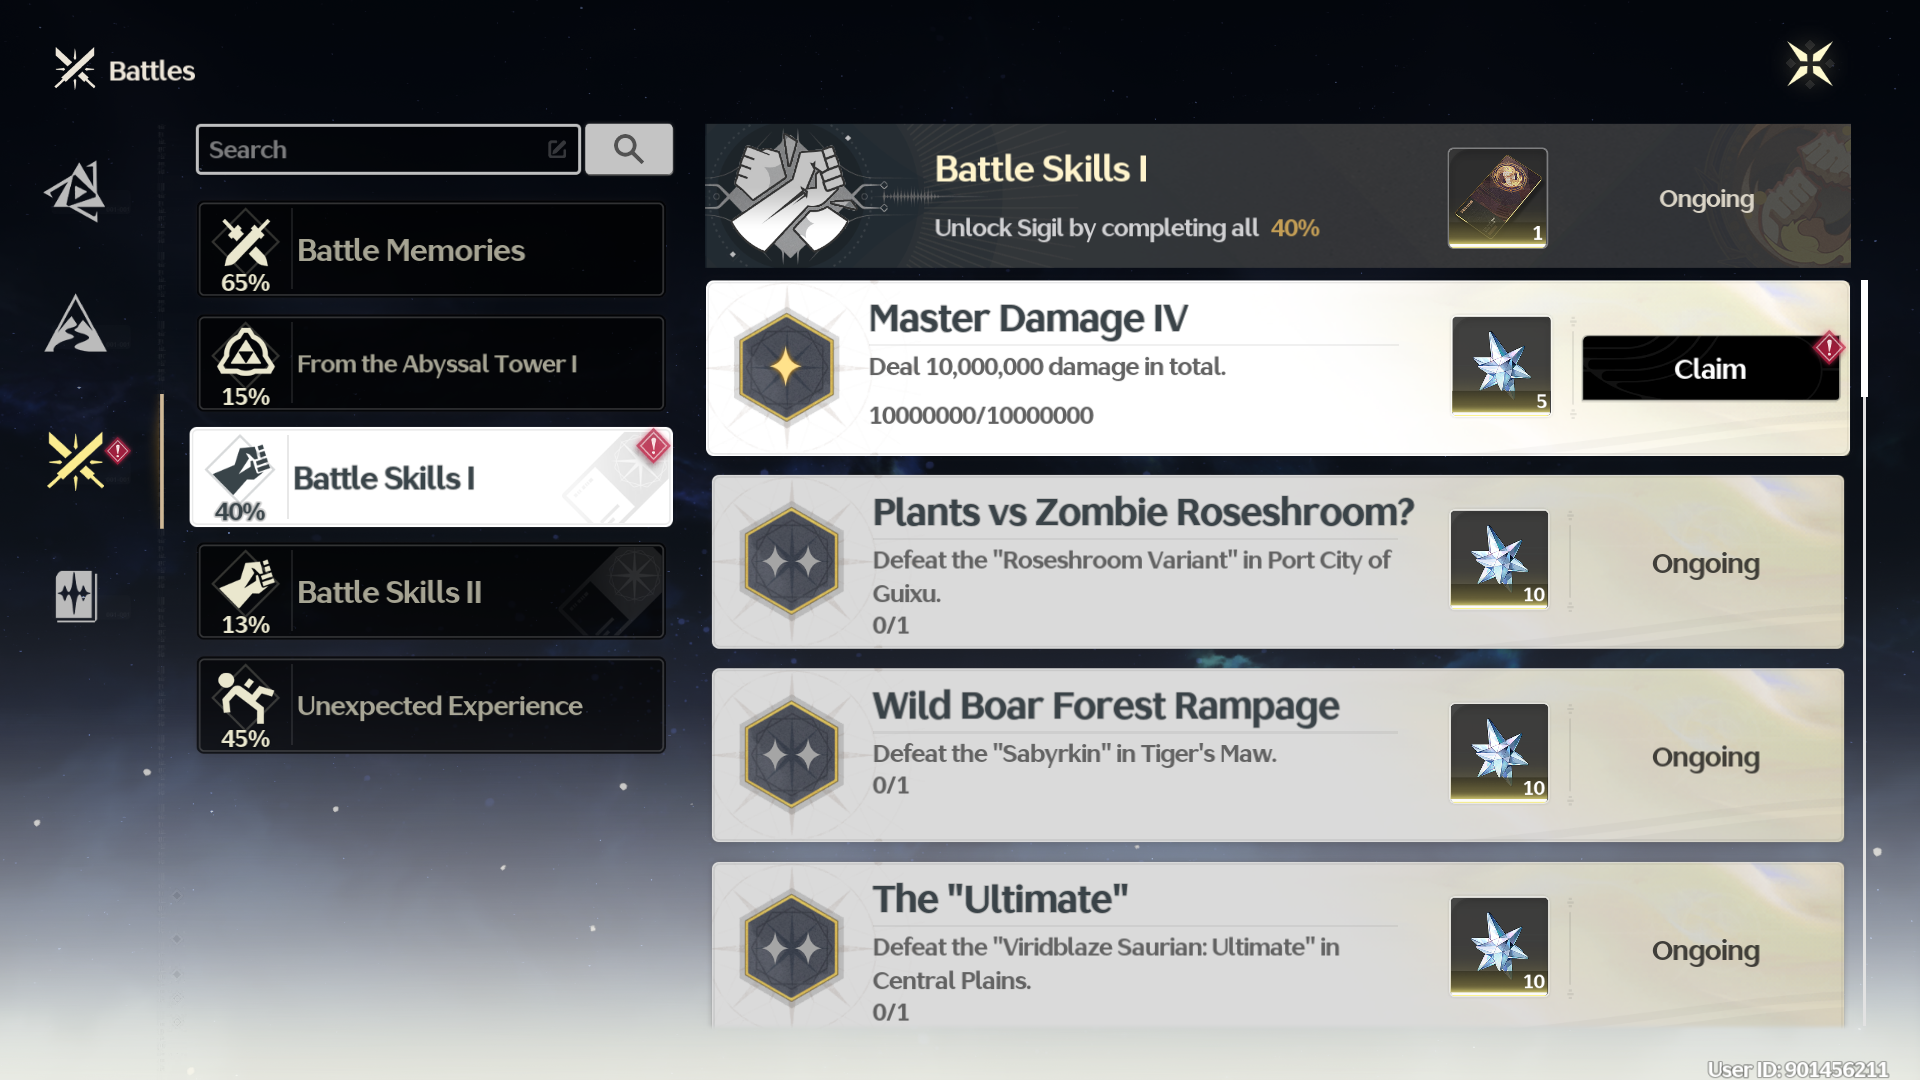 Battles
Search
Battle Memories
65%
From the Abyssal Tower I
15%
Battle Skills I
40%
Battle Skills II
13%
Unexpected Experience
45%
Battle Skills I
Unlock Sigil by completing all 40%
1
Ongoing
Master Damage IV
Deal 10,000,000 damage in total.
10000000/10000000
5
Claim
Plants vs Zombie Roseshroom?
Defeat the "Roseshroom Variant" in Port City of
Guixu.
0/1
10
Ongoing
Wild Boar Forest Rampage
Defeat the "Sabyrkin" in Tiger's Maw.
0/1
10
Ongoing
The "Ultimate"
Defeat the "Viridblaze Saurian: Ultimate" in
Central Plains.
0/1
10
Ongoing
User ID: 901456211